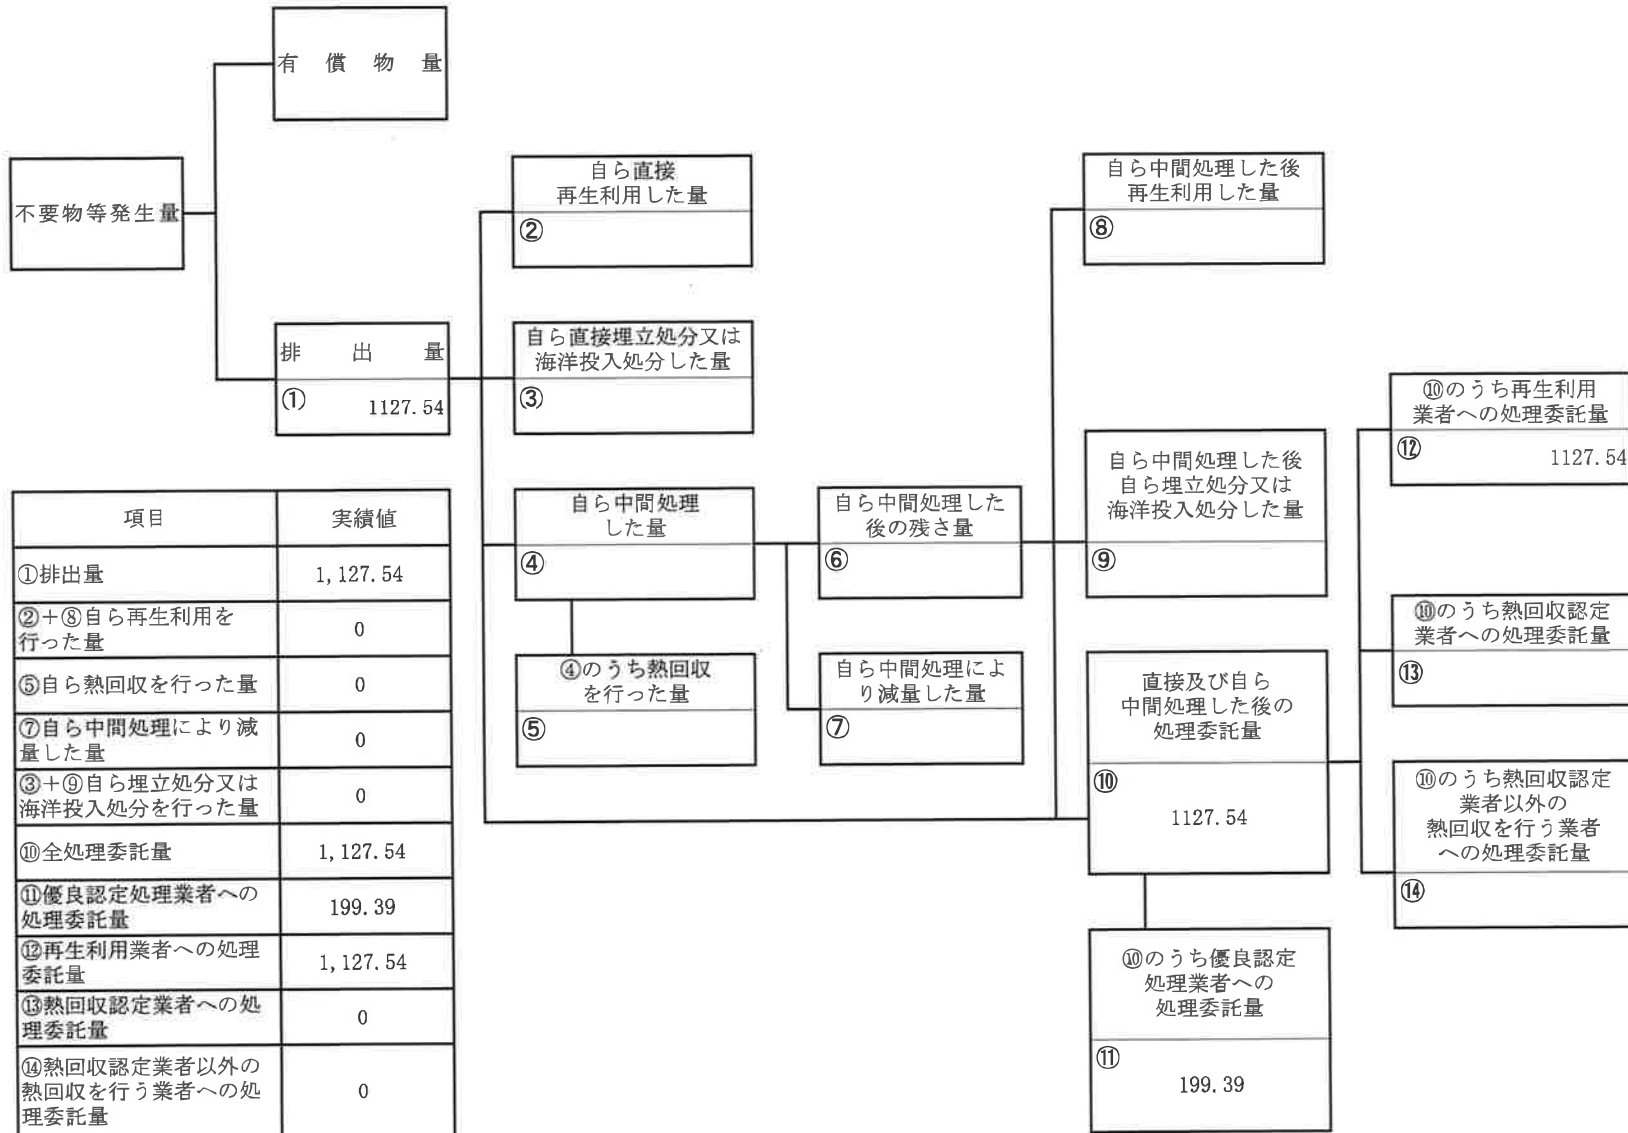 有償物量
不要物等発生量
排出量
①
1127.54
自ら直接
再生利用した量
②
自ら直接埋立処分又は
海洋投入処分した量
③
自ら中間処理
した量
④
④のうち熱回収
を行った量
⑤
自ら中間処理した
後の残さ量
⑥
自ら中間処理によ
り減量した量
⑦
自ら中間処理した後
再生利用した量
⑧
自ら中間処理した後
自ら埋立処分又は
海洋投入処分した量
⑨
直接及び自ら
中間処理した後の
処理委託量
⑩
1127.54
⑩のうち優良認定
処理業者への
処理委託量
⑪
199.39
⑩のうち再生利用
業者への処理委託量
⑫
1127.54
⑩のうち熱回収認定
業者への処理委託量
⑬
⑩のうち熱回収認定
業者以外の
熱回収を行う業者
への処理委託量
⑭
項目 実績値
①排出量 1,127.54
②+⑧自ら再生利用を
行った量 0
⑤自ら熱回収を行った量 0
⑦自ら中間処理により減
量した量 0
③+⑨自ら埋立処分又は
海洋投入処分を行った量 0
⑩全処理委託量 1,127.54
⑪優良認定処理業者への
処理委託量 199.39
⑫再生利用業者への処理
委託量 1,127.54
⑬熱回収認定業者への処
理委託量 0
⑭熱回収認定業者以外の
熱回収を行う業者への処
理委託量 0